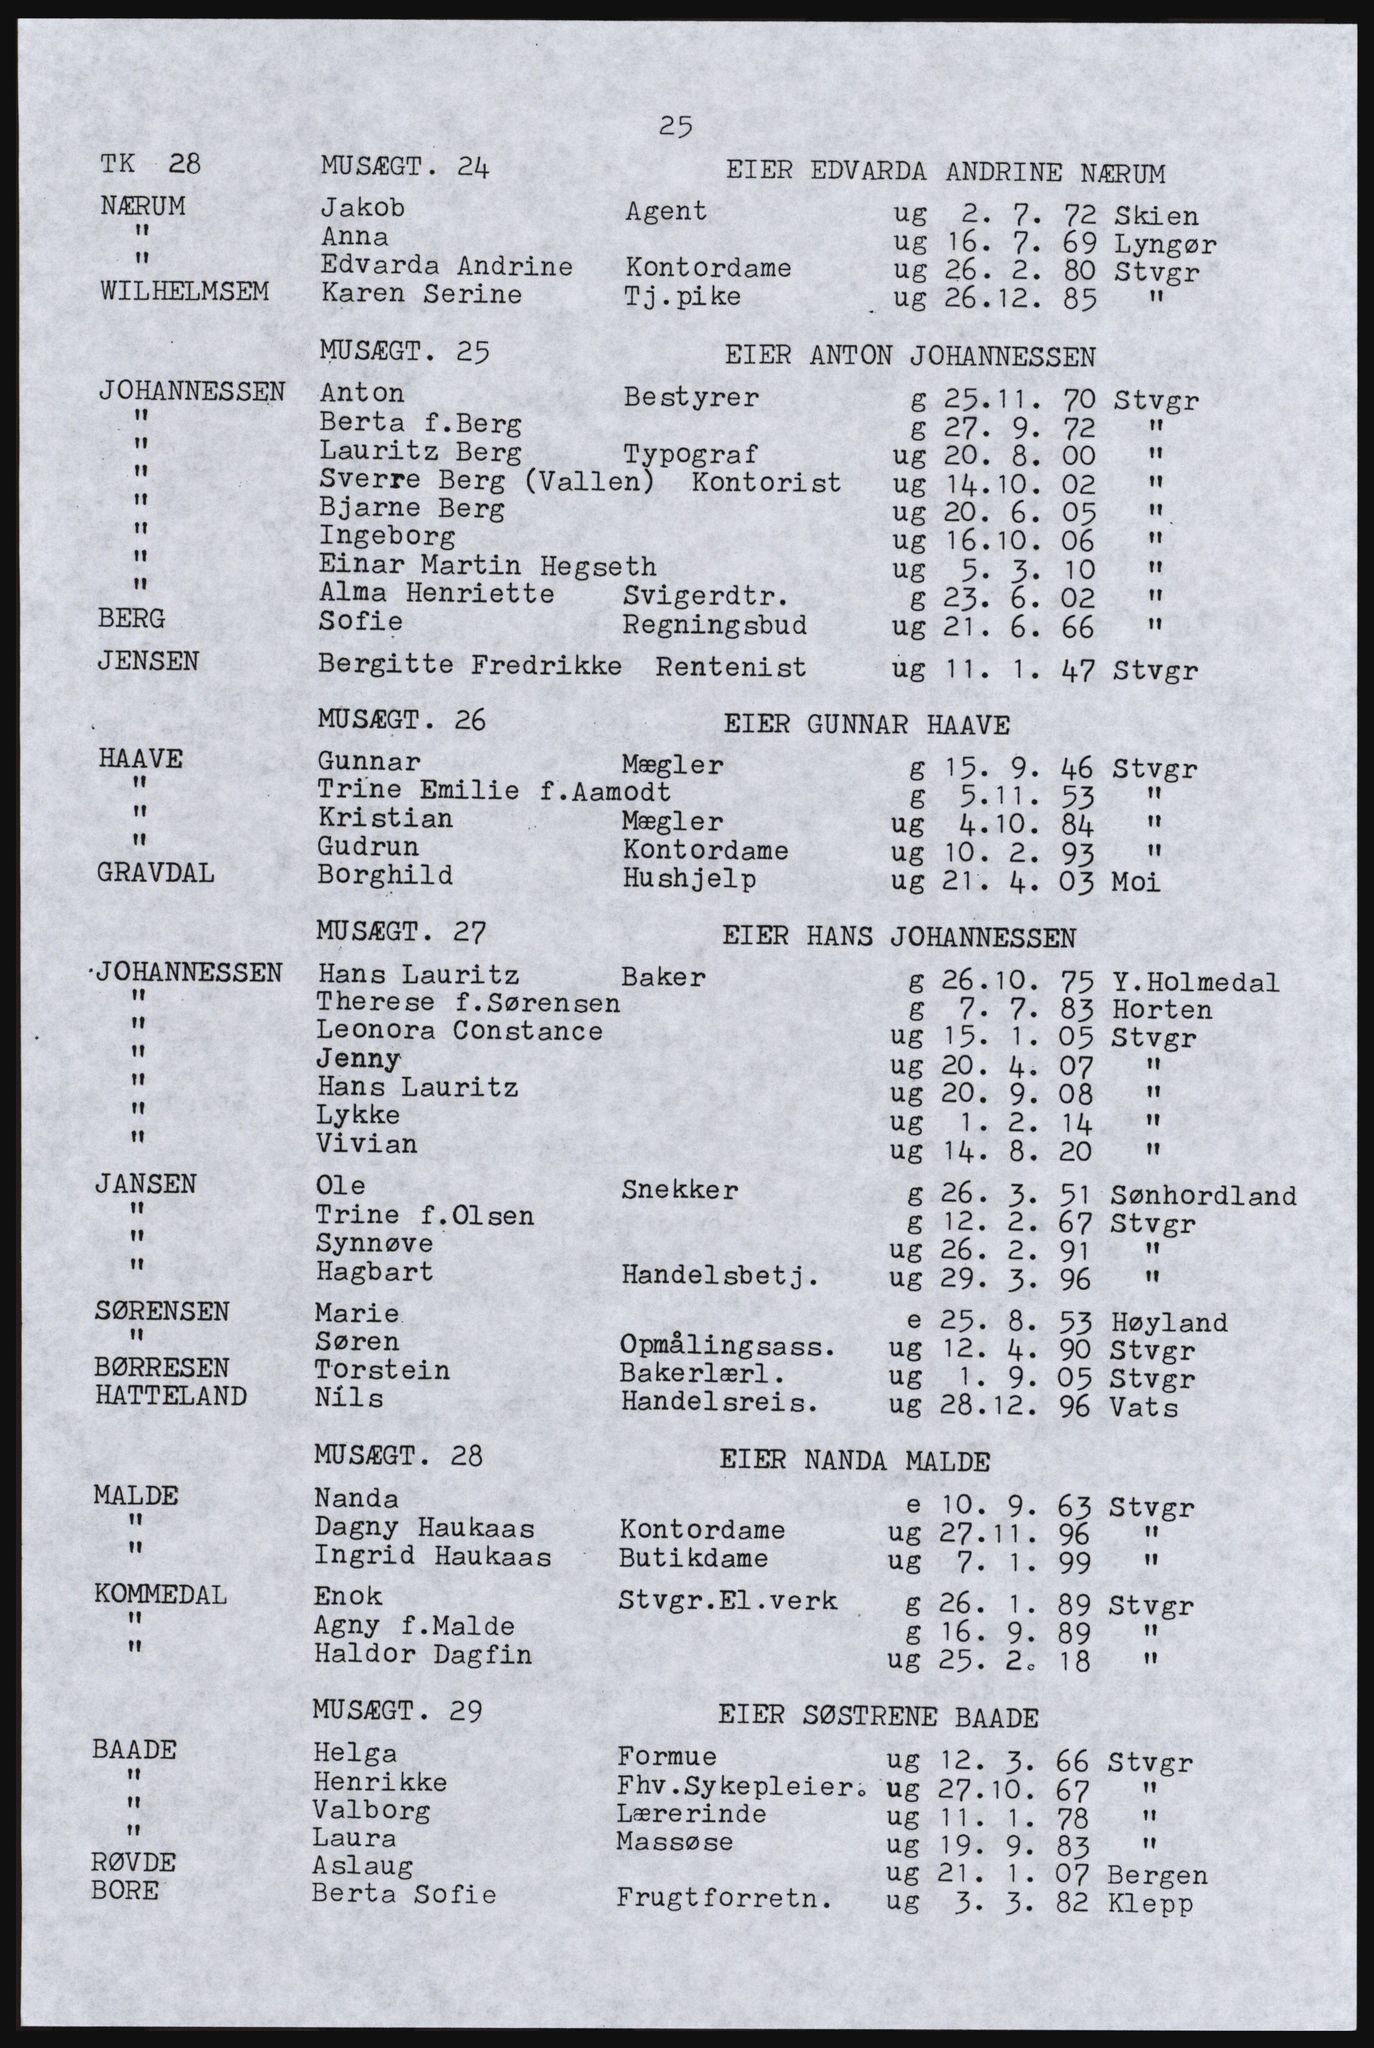 25
TK 28 MUSÆGT. 24 EIER EDVARDA ANDRINE NÆRUM
NÆRUM Jakob Agent ug 2. 7. 72 Skien
" Anna ug 16. 7. 69 Lyngør
" Edvarda Andrine Kontordame ug 26. 2. 80 Stvgr
WILHELMSEM Karen Serine Tj.pike ug 26.12. 85 "
MUSÆGT. 25 EIER ANTON JOHANNESSEN
JOHANNESSEN Anton Bestyrer g 25.11. 70 Stvgr
" Berta f.Berg g 27. 9. 72 "
" Lauritz Berg Typograf ug 20. 8. 00 "
" Sverre Berg (Vallen) Kontorist ug 14.10. 02 "
" Bjarne Berg ug 20. 6. 05 "
" Ingeborg ug 16.10. 06 "
" Einar Martin Hegseth ug 5. 3. 10 "
" Alma Henriette Svigerdtr. g 23. 6. 02 "
BERG Sofie Regningsbud ug 21. 6. 66 "
JENSEN Bergitte Fredrikke Rentenist ug 11. 1. 47 Stvgr
MUSÆGT. 26 EIER GUNNAR HAAVE
HAAVE Gunnar Mægler g 15. 9. 46 Stvgr
" Trine Emilie f.Aamodt g 5.11. 53 "
" Kristian Mægler ug 4.10. 84 "
" Gudrun Kontordame ug 10. 2. 93 "
GRAVDAL Borghild Hushjelp ug 21. 4. 03 Moi
MUSÆGT. 27 EIER HANS JOHANNESSEN
JOHANNESSEN Hans Lauritz Baker g 26.10. 75 Y.Holmedal
" Therese f.Sørensen g 7. 7. 83 Horten
" Leonora Constance ug 15. 1. 05 Stvgr
" Jenny ug 20. 4. 07 "
" Hans Lauritz ug 20. 9. 08 "
" Lykke ug 1. 2. 14 "
" Vivian ug 14. 8. 20 "
JANSEN Ole Snekker g 26. 3. 51 Sønhordland
" Trine f.Olsen g 12. 2. 67 Stvgr
" Synnøve ug 26. 2. 91 "
" Hagbart Handelsbetj. ug 29. 3. 96 "
SØRENSEN Marie e 25. 8. 53 Høyland
" Søren Opmålingsass. ug 12. 4. 90 Stvgr
BØRRESEN Torstein Bakerlærl. ug 1. 9. 05 Stvgr
HATTELAND Nils Handelsreis. ug 28.12. 96 Vats
MUSÆGT. 28 EIER NANDA MALDE
MALDE Nanda e 10. 9. 63 Stvgr
" Dagny Haukaas Kontordame ug 27.11. 96 "
" Ingrid Haukaas Butikdame ug 7. 1. 99 "
KOMMEDAL Enok Stvgr.El.verk g 26. 1. 89 Stvgr
" Agny f.Malde g 16. 9. 89 "
" Haldor Dagfin ug 25. 2. 18 "
MUSÆGT. 29 EIER SØSTRENE BAADE
BAADE Helga Formue ug 12. 3. 66 Stvgr
" Henrikke Fhv.Sykepleier. ug 27.10. 67 "
" Valborg Lærerinde ug 11. 1. 78 "
" Laura Massøse ug 19. 9. 83 "
RØVDE Aslaug ug 21. 1. 07 Bergen
BORE Berta Sofie Frugtforretn. ug 3. 3. 82 Klepp